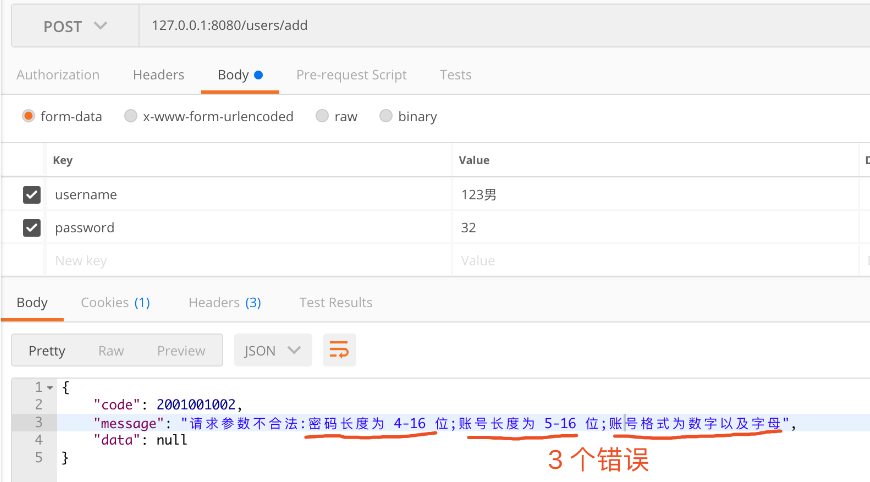 POST 127.0.0.1:8080/users/add
Authorization Headers Body Pre-request Script Tests
form-data x-www-form-urlencoded raw binary
Key Value
username 123男
password 32
New key Value
Body Cookies (1) Headers (3) Test Results
Pretty Raw Preview JSON
1 {
2 "code": 2001001002,
3 "message": "请求参数不合法:密码长度为 4-16 位;账号长度为 5-16 位;账号格式为数字以及字母",
4 "data": null
5 }
3 个错误